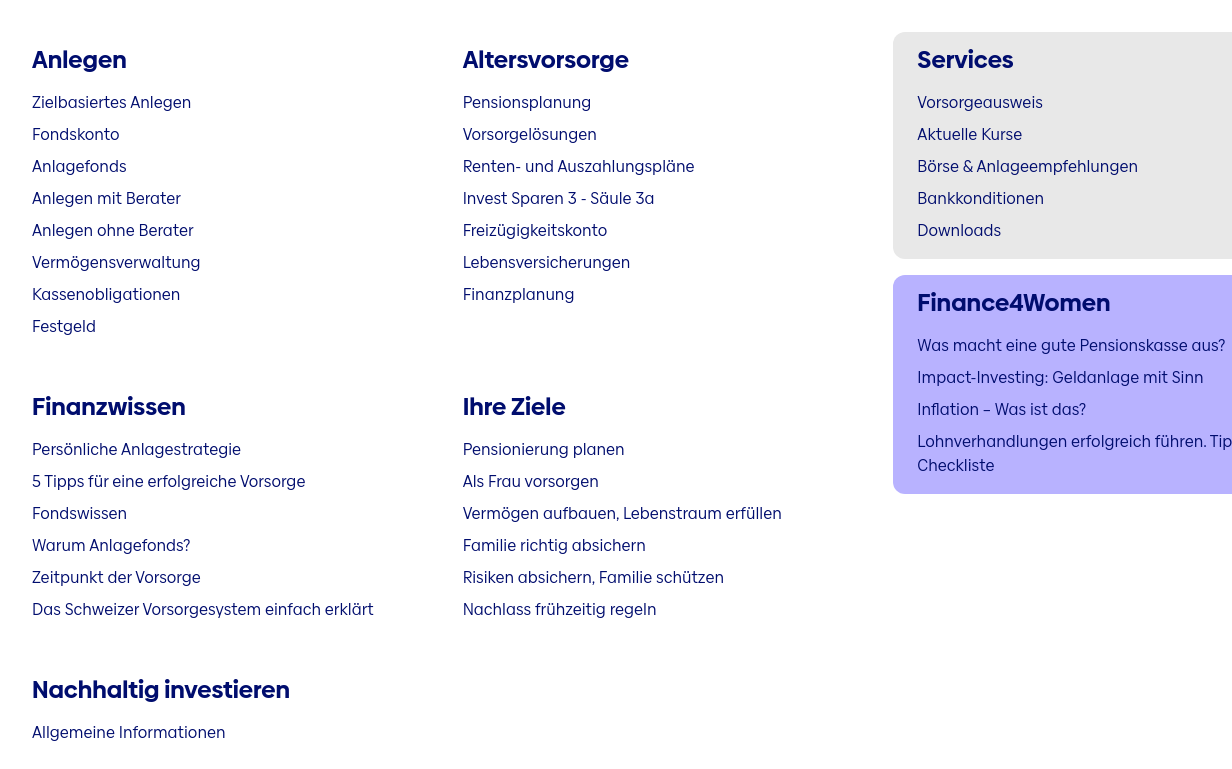 Anlegen
Zielbasiertes Anlegen
Fondskonto
Anlagefonds
Anlegen mit Berater
Anlegen ohne Berater
Vermögensverwaltung
Kassenobligationen
Festgeld
Altersvorsorge
Pensionsplanung
Vorsorgelösungen
Renten- und Auszahlungspläne
Invest Sparen 3 - Säule 3a
Freizügigkeitskonto
Lebensversicherungen
Finanzplanung
Finanzwissen
Persönliche Anlagestrategie
5 Tipps für eine erfolgreiche Vorsorge
Fondswissen
Warum Anlagefonds?
Zeitpunkt der Vorsorge
Das Schweizer Vorsorgesystem einfach erklärt
Ihre Ziele
Pensionierung planen
Als Frau vorsorgen
Vermögen aufbauen, Lebenstraum erfüllen
Familie richtig absichern
Risiken absichern, Familie schützen
Nachlass frühzeitig regeln
Nachhaltig investieren
Allgemeine Informationen
Services
Vorsorgeausweis
Aktuelle Kurse
Börse & Anlageempfehlungen
Bankkonditionen
Downloads
Finance4Women
Was macht eine gute Pensionskasse aus?
Impact-Investing: Geldanlage mit Sinn
Inflation – Was ist das?
Lohnverhandlungen erfolgreich führen.
Checkliste